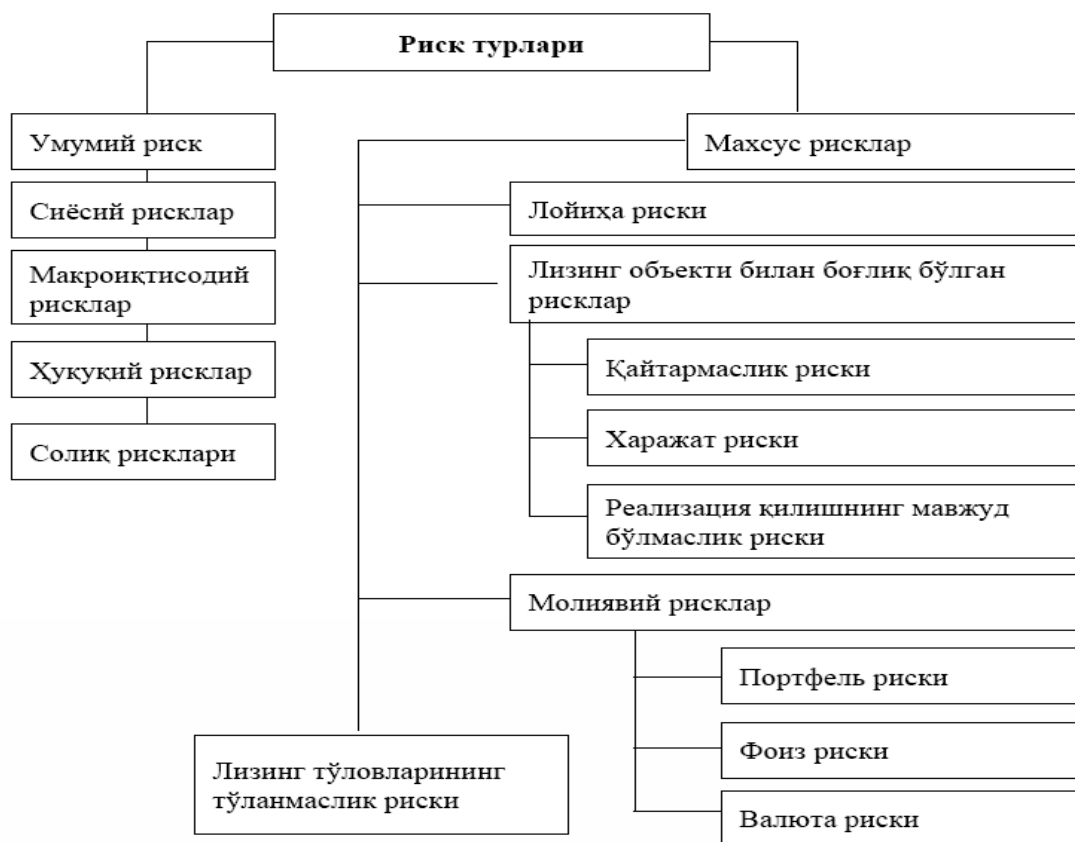 Риск турлари
Умумий риск
Сиёсий рисклар
Макроиқтисодий
рисклар
Ҳуқуқий рисклар
Солиқ рисклари
Махсус рисклар
Лойиҳа риски
Лизинг объекти билан боғлиқ бўлган
рисклар
Қайтармаслик риски
Харажат риски
Реализация қилишнинг мавжуд
бўлмаслик риски
Молиявий рисклар
Портфель риски
Фоиз риски
Валюта риски
Лизинг тўловларининг
тўланмаслик риски